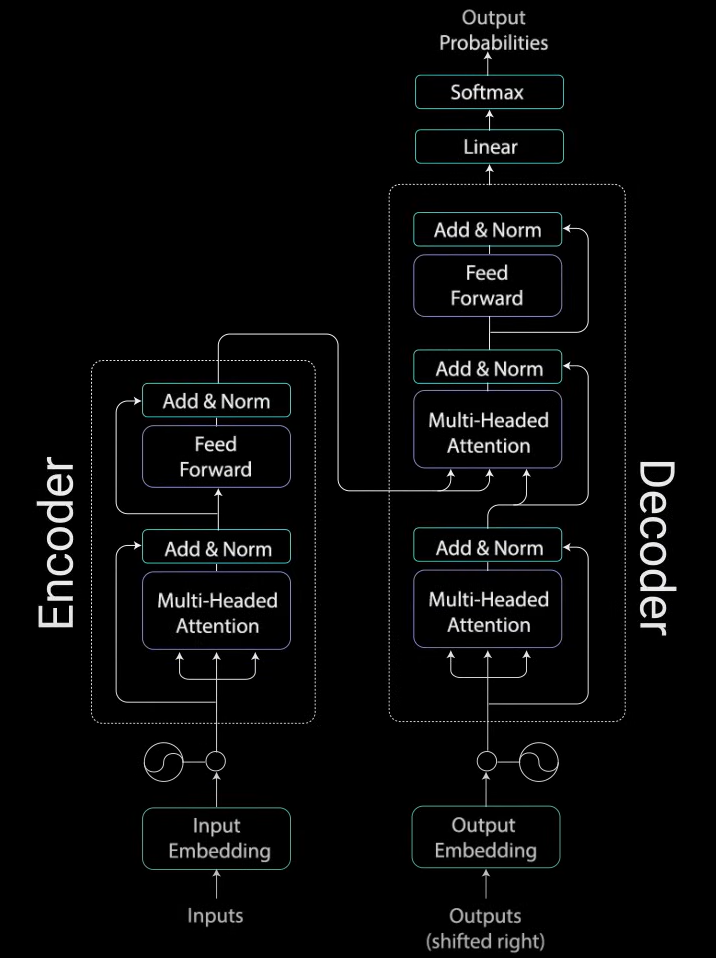 Output
Probabilities
Softmax
Linear
Add & Norm
Feed
Forward
Add & Norm
Multi-Headed
Attention
Add & Norm
Multi-Headed
Attention
Decoder
Output
Embedding
Outputs
(shifted right)
Encoder
Add & Norm
Feed
Forward
Add & Norm
Multi-Headed
Attention
Input
Embedding
Inputs